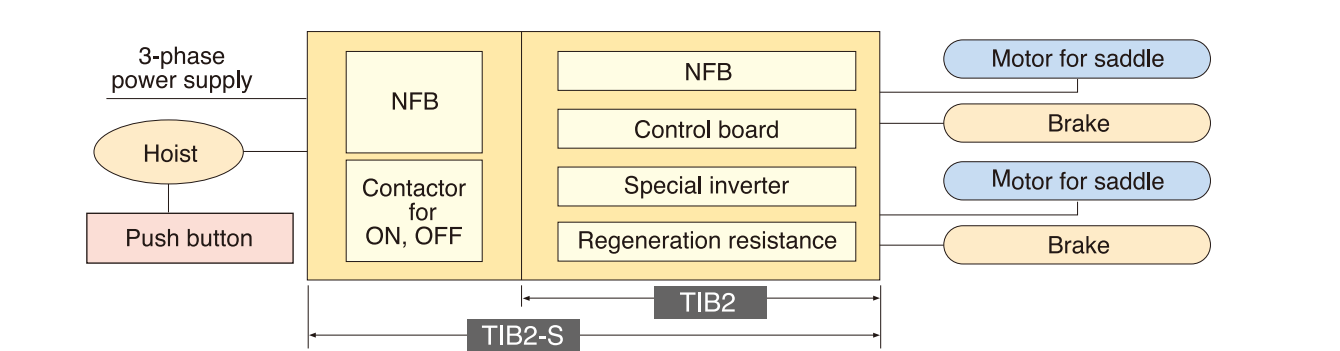 3-phase
power supply
Hoist
Push button
NFB
Contactor
for
ON, OFF
NFB
Control board
Special inverter
Regeneration resistance
Motor for saddle
Brake
Motor for saddle
Brake
TIB2
TIB2-S